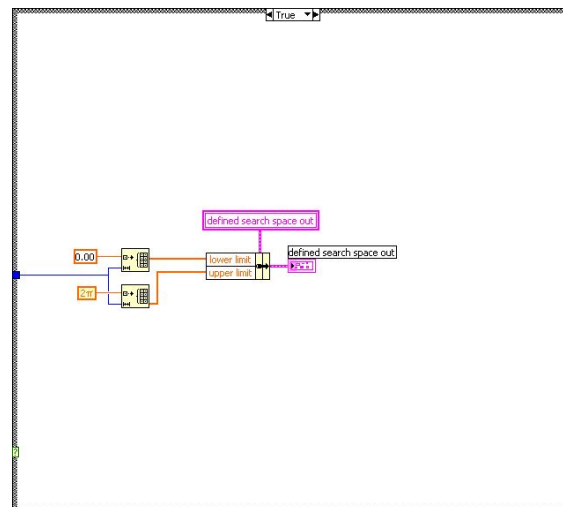 True
defined search space out
0.00
lower limit
defined search space out
upper limit
2π
?